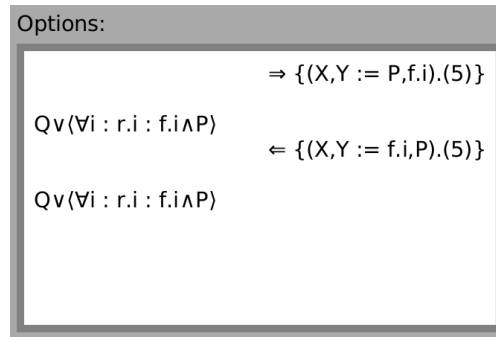 Options:
⇒ {(X,Y := P,f.i).(5)}
Q∨⟨∀i : r.i : f.i∧P⟩
⇐ {(X,Y := f.i,P).(5)}
Q∨⟨∀i : r.i : f.i∧P⟩